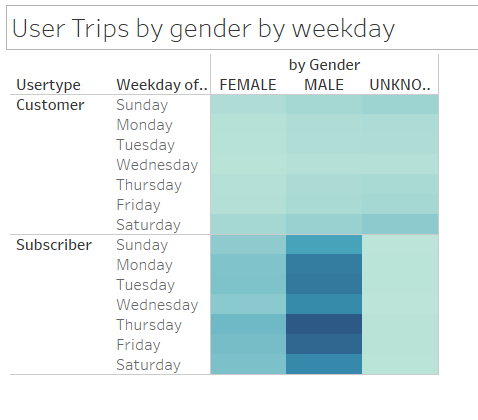 User Trips by gender by weekday
by Gender
Usertype Weekday of.. FEMALE MALE UNKNO..
Customer Sunday
Monday
Tuesday
Wednesday
Thursday
Friday
Saturday
Subscriber Sunday
Monday
Tuesday
Wednesday
Thursday
Friday
Saturday